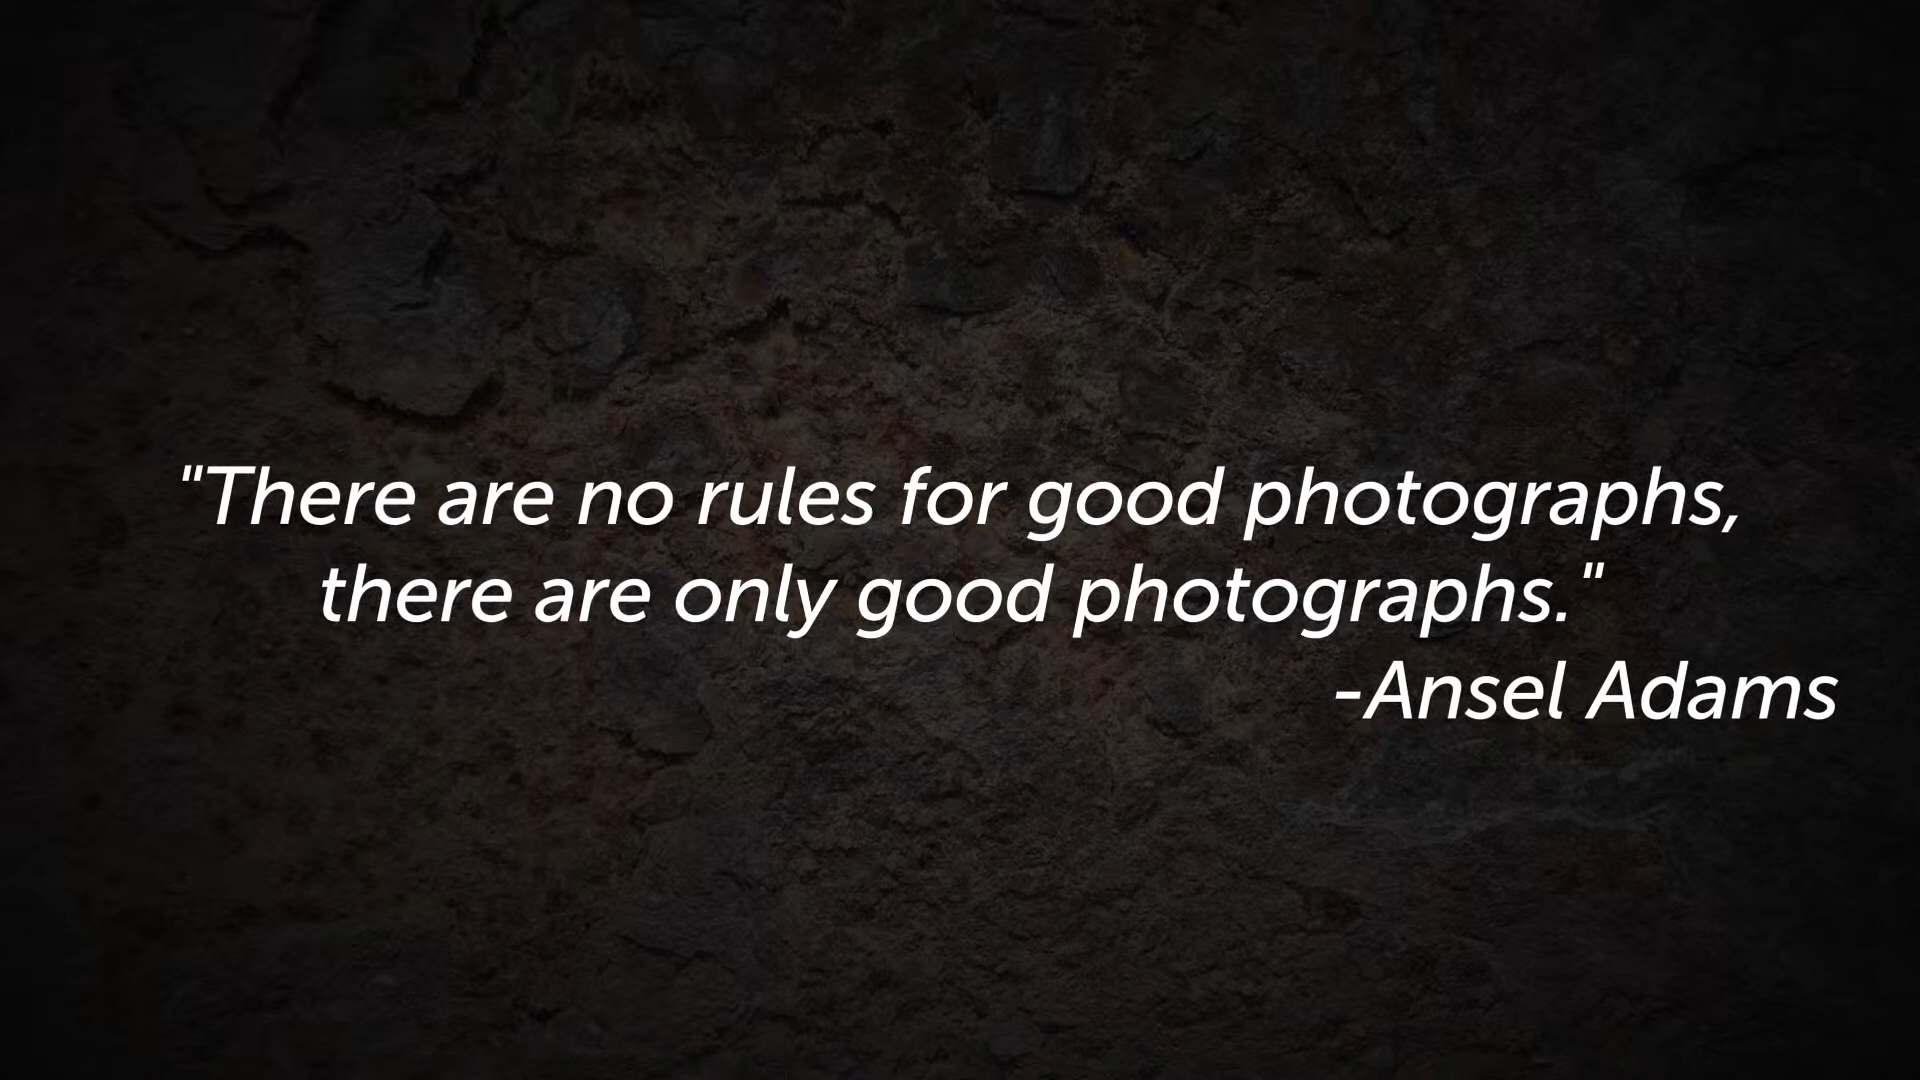 "There are no rules for good photographs,
there are only good photographs."
-Ansel Adams